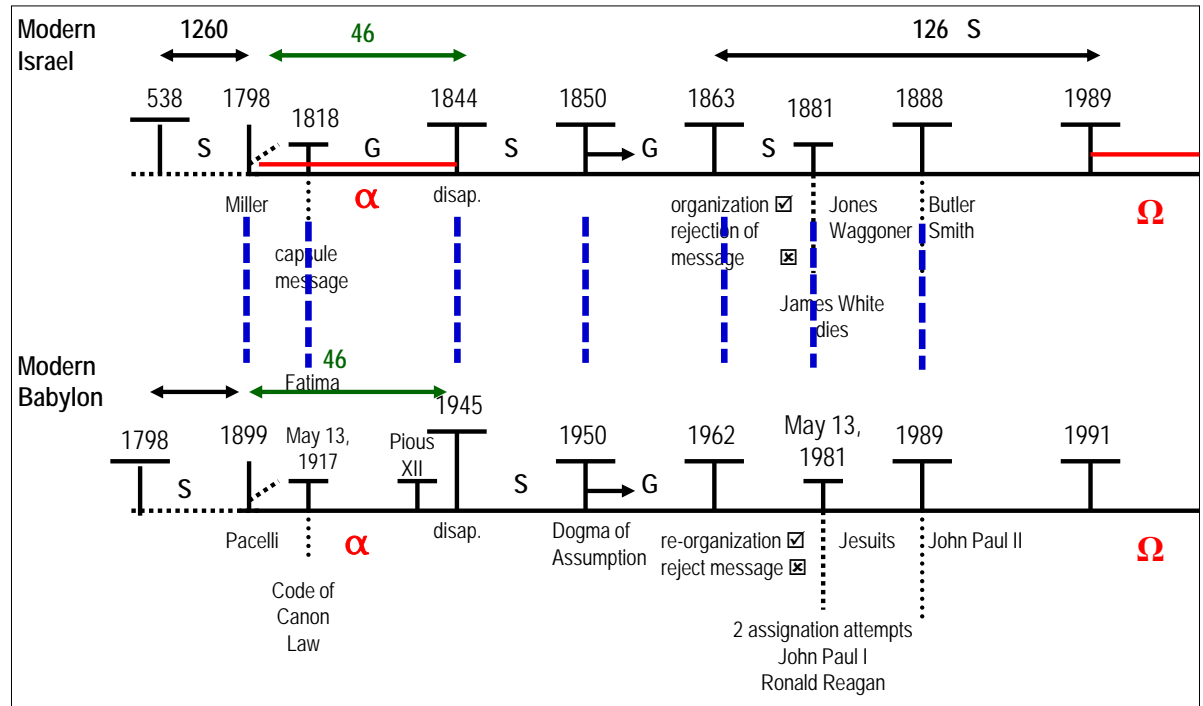 Modern
Israel
1260
46
126 S
538
1798
1818
1844
1850
1863
1881
1888
1989
S
G
S
G
S
α
Ω
Miller
disap.
capsule
message
organization ☑
rejection of
message ☒
Jones
Waggoner
Butler
Smith
James White
dies
Modern
Babylon
46
Fatima
1798
1899
May 13,
1917
Pious
XII
1945
1950
1962
May 13,
1981
1989
1991
S
S
G
α
Ω
Pacelli
disap.
Dogma of
Assumption
re-organization ☑
reject message ☒
Jesuits
John Paul II
Code of
Canon
Law
2 assignation attempts
John Paul I
Ronald Reagan